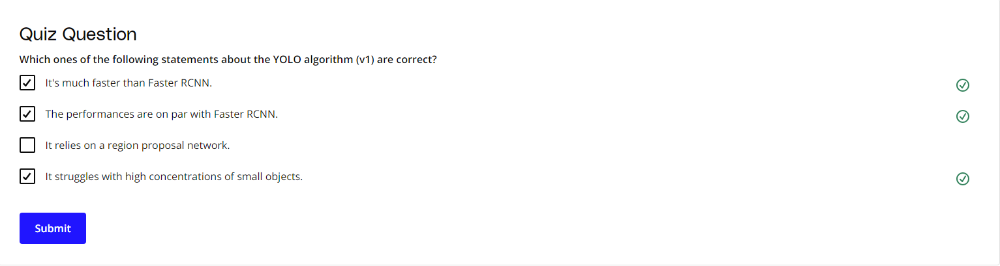 Quiz Question
Which ones of the following statements about the YOLO algorithm (v1) are correct?
It's much faster than Faster RCNN.
The performances are on par with Faster RCNN.
It relies on a region proposal network.
It struggles with high concentrations of small objects.
Submit